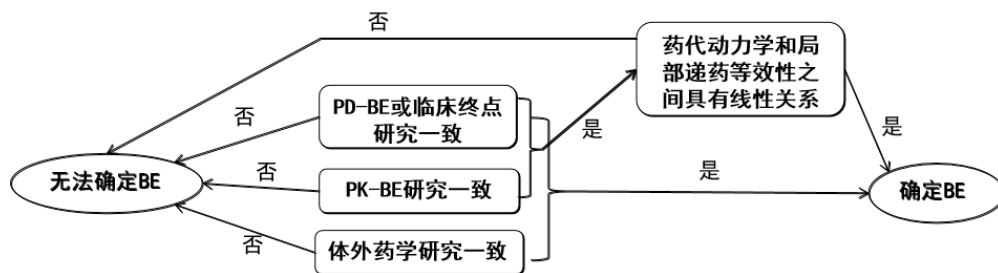 否
药代动力学和局
部递药等效性之
间具有线性关系
否
PD-BE或临床终点
研究一致
是
是
无法确定BE
否
PK-BE研究一致
是
确定BE
否
体外药学研究一致